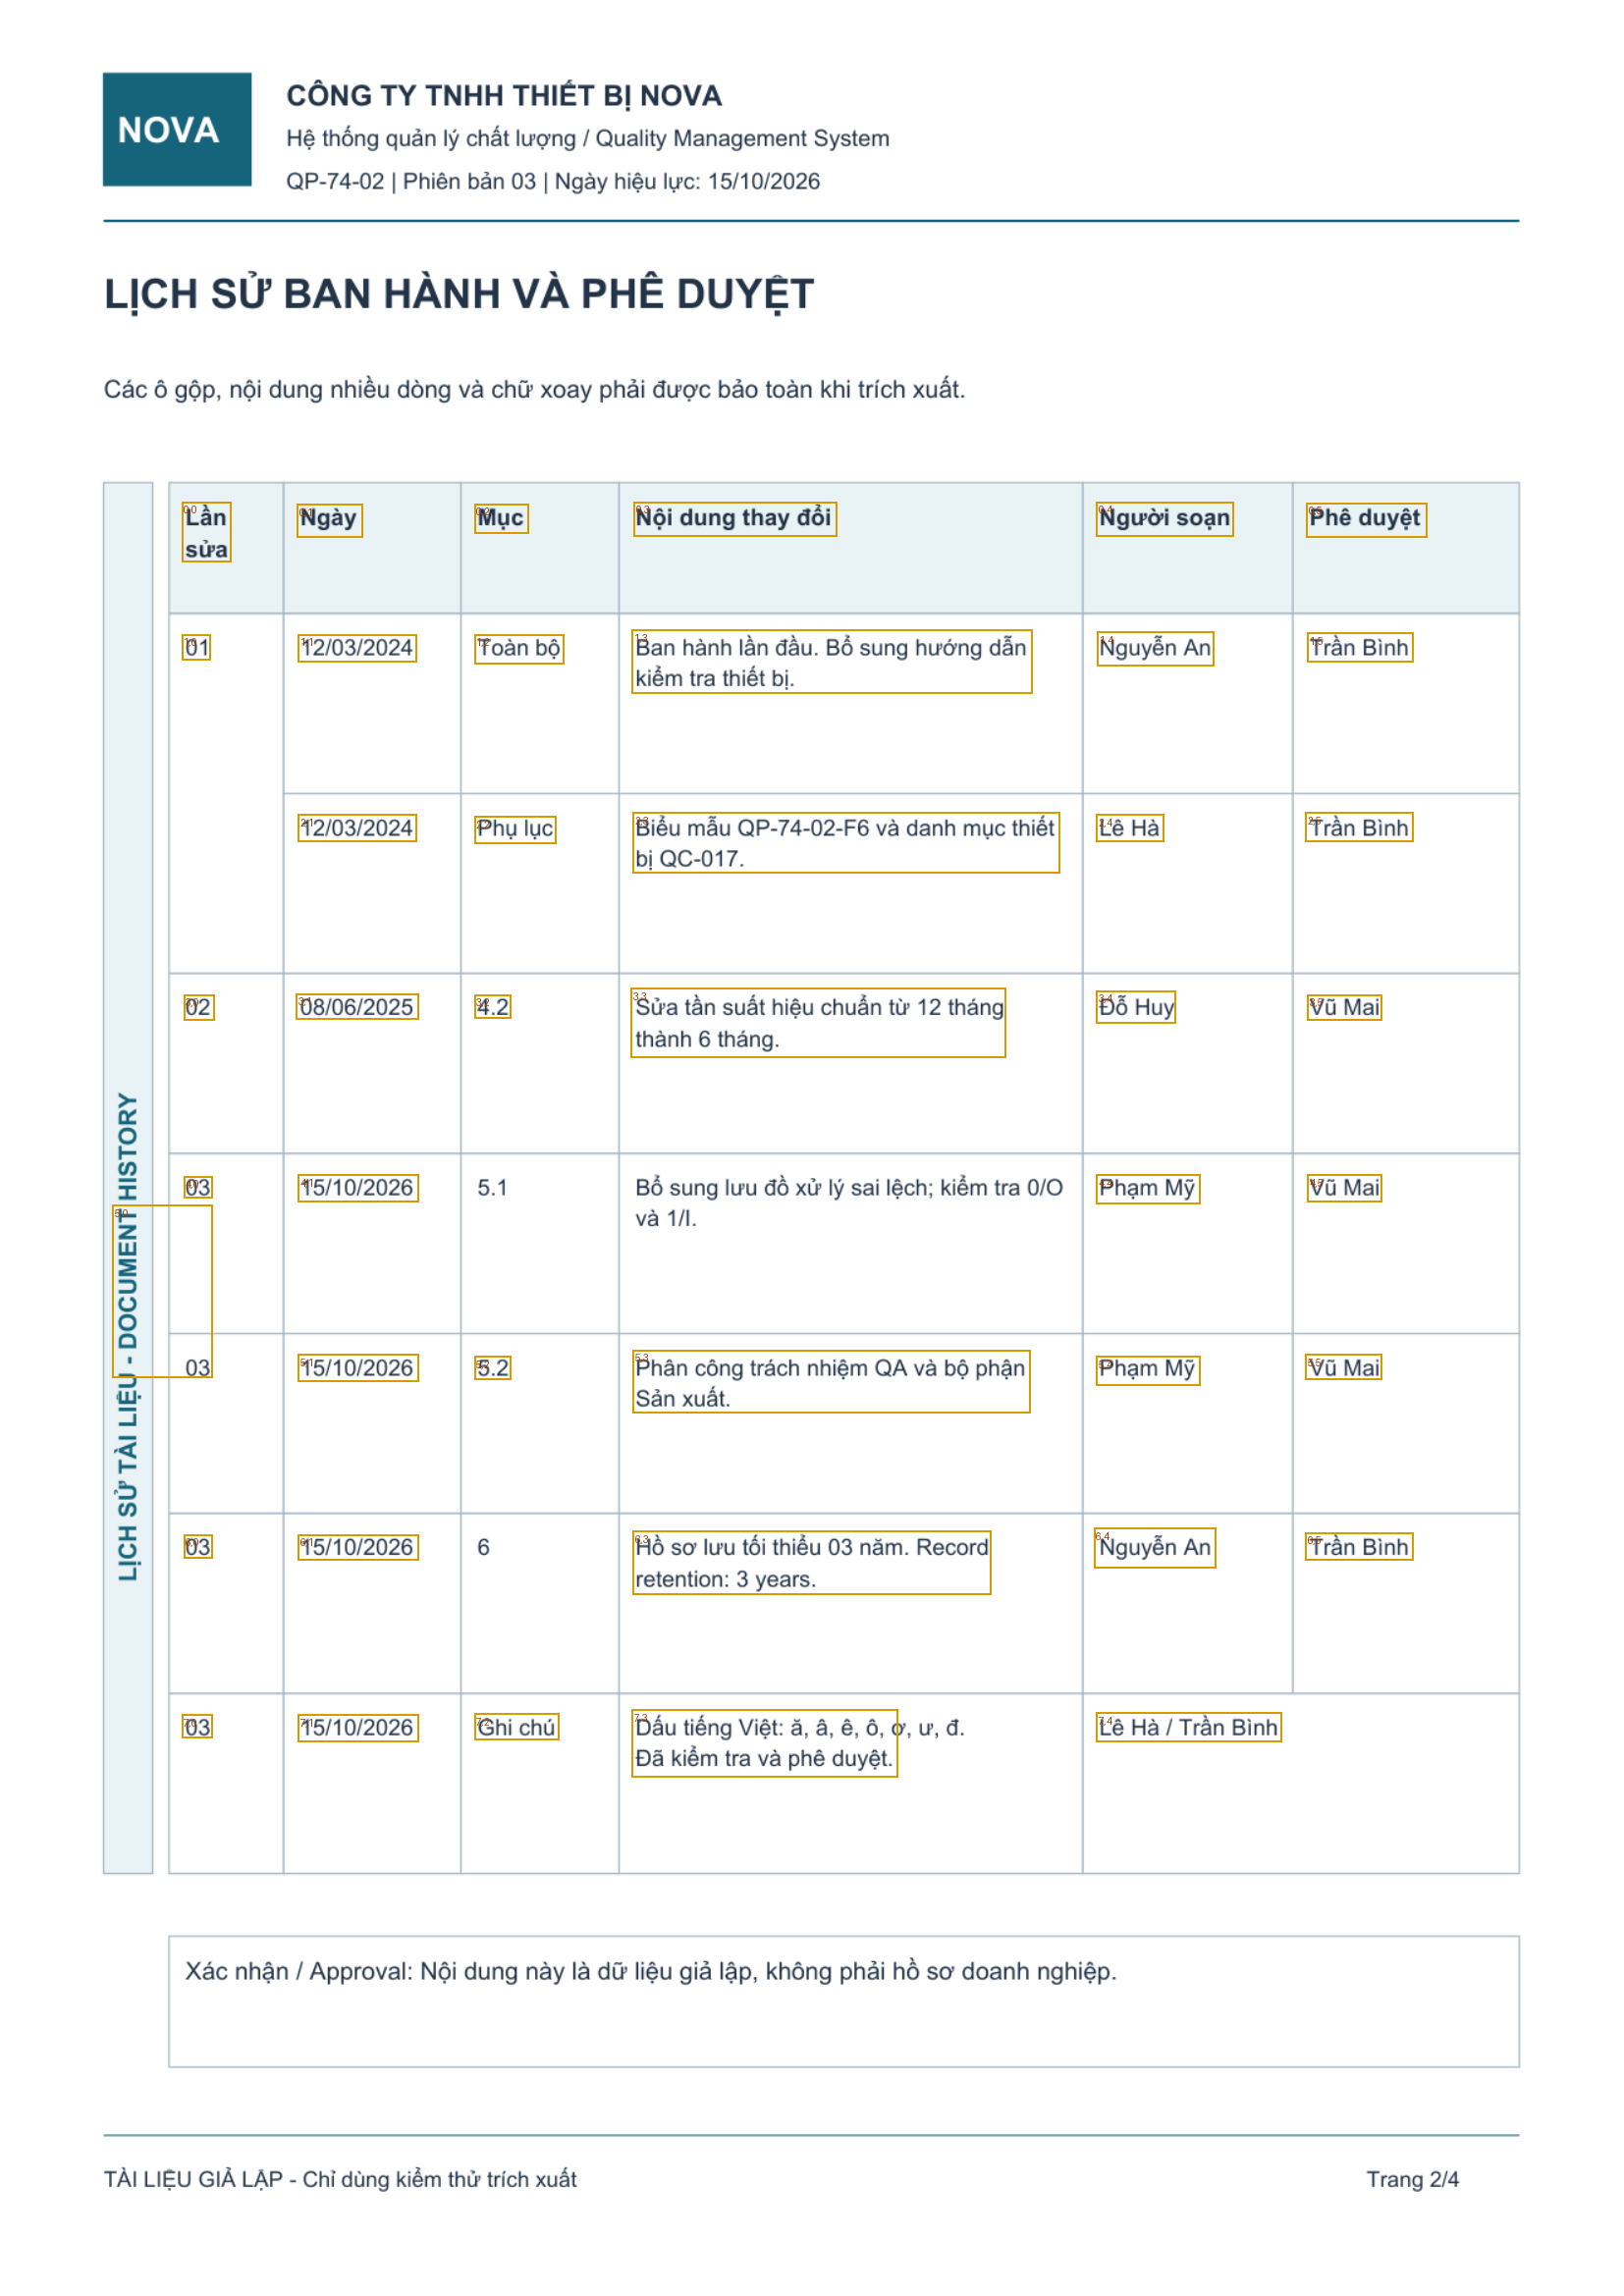 NOVA
CÔNG TY TNHH THIẾT BỊ NOVA
Hệ thống quản lý chất lượng / Quality Management System
QP-74-02 | Phiên bản 03 | Ngày hiệu lực: 15/10/2026
LỊCH SỬ BAN HÀNH VÀ PHÊ DUYỆT
Các ô gộp, nội dung nhiều dòng và chữ xoay phải được bảo toàn khi trích xuất.
LỊCH SỬ TÀI LIỆU - DOCUMENT HISTORY
Lần
sửa
Ngày
Mục
Nội dung thay đổi
Người soạn
Phê duyệt
01
12/03/2024
Toàn bộ
Ban hành lần đầu. Bổ sung hướng dẫn
kiểm tra thiết bị.
Nguyễn An
Trần Bình
12/03/2024
Phụ lục
Biểu mẫu QP-74-02-F6 và danh mục thiết
bị QC-017.
Lê Hà
Trần Bình
02
08/06/2025
4.2
Sửa tần suất hiệu chuẩn từ 12 tháng
thành 6 tháng.
Đỗ Huy
Vũ Mai
03
15/10/2026
5.1
Bổ sung lưu đồ xử lý sai lệch; kiểm tra 0/O
và 1/I.
Phạm Mỹ
Vũ Mai
03
15/10/2026
5.2
Phân công trách nhiệm QA và bộ phận
Sản xuất.
Phạm Mỹ
Vũ Mai
03
15/10/2026
6
Hồ sơ lưu tối thiểu 03 năm. Record
retention: 3 years.
Nguyễn An
Trần Bình
03
15/10/2026
Ghi chú
Dấu tiếng Việt: ă, â, ê, ô, ơ, ư, đ.
Đã kiểm tra và phê duyệt.
Lê Hà / Trần Bình
Xác nhận / Approval: Nội dung này là dữ liệu giả lập, không phải hồ sơ doanh nghiệp.
TÀI LIỆU GIẢ LẬP - Chỉ dùng kiểm thử trích xuất
Trang 2/4